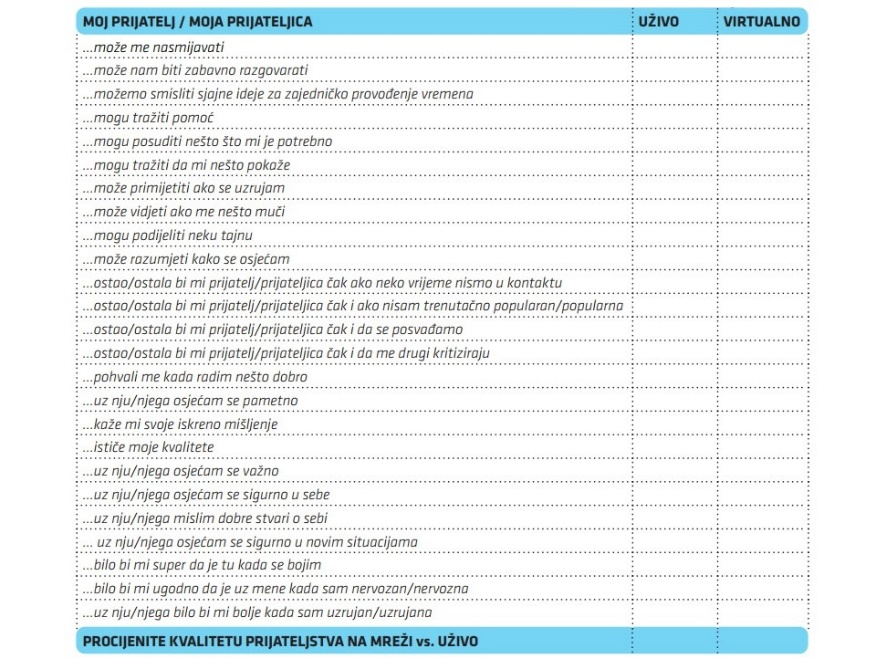 MOJ PRIJATELJ / MOJA PRIJATELJICA UŽIVO VIRTUALNO
...može me nasmijavati
...može nam biti zabavno razgovarati
...možemo smisliti sjajne ideje za zajedničko provođenje vremena
...mogu tražiti pomoć
...mogu posuditi nešto što mi je potrebno
...mogu tražiti da mi nešto pokaže
...može primijetiti ako se uzrujam
...može vidjeti ako me nešto muči
...mogu podijeliti neku tajnu
...može razumjeti kako se osjećam
...ostao/ostala bi mi prijatelj/prijateljica čak ako neko vrijeme nismo u kontaktu
...ostao/ostala bi mi prijatelj/prijateljica čak i ako nisam trenutačno popularan/popularna
...ostao/ostala bi mi prijatelj/prijateljica čak i da se posvađamo
...ostao/ostala bi mi prijatelj/prijateljica čak i da me drugi kritiziraju
...pohvali me kada radim nešto dobro
...uz nju/njega osjećam se pametno
...kaže mi svoje iskreno mišljenje
...ističe moje kvalitete
...uz nju/njega osjećam se važno
...uz nju/njega osjećam se sigurno u sebe
...uz nju/njega mislim dobre stvari o sebi
... uz nju/njega osjećam se sigurno u novim situacijama
...bilo bi mi super da je tu kada se bojim
...bilo bi mi ugodno da je uz mene kada sam nervozan/nervozna
...uz nju/njega bilo bi mi bolje kada sam uzrujan/uzrujana
PROCIJENITE KVALITETU PRIJATELJSTVA NA MREŽI vs. UŽIVO